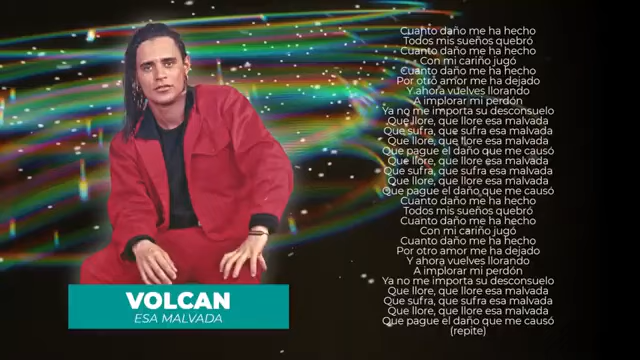 Cuanto daño me ha hecho
Todos mis sueños quebró
Cuanto daño me ha hecho
Con mi cariño jugó
Cuanto daño me ha hecho
Por otro amor me ha dejado
Y ahora vuelves llorando
A implorar mi perdón
Ya no me importa su desconsuelo
Que llore, que llore esa malvada
Que sufra, que sufra esa malvada
Que llore, que llore esa malvada
Que pague el daño que me causó
Que llore, que llore esa malvada
Que sufra, que sufra esa malvada
Que llore, que llore esa malvada
Que pague el daño que me causó
Cuanto daño me ha hecho
Todos mis sueños quebró
Cuanto daño me ha hecho
Con mi cariño jugó
Cuanto daño me ha hecho
Por otro amor me ha dejado
Y ahora vuelves llorando
A implorar mi perdón
Ya no me importa su desconsuelo
Que llore, que llore esa malvada
Que sufra, que sufra esa malvada
Que llore, que llore esa malvada
Que pague el daño que me causó
(repite)
VOLCAN
ESA MALVADA